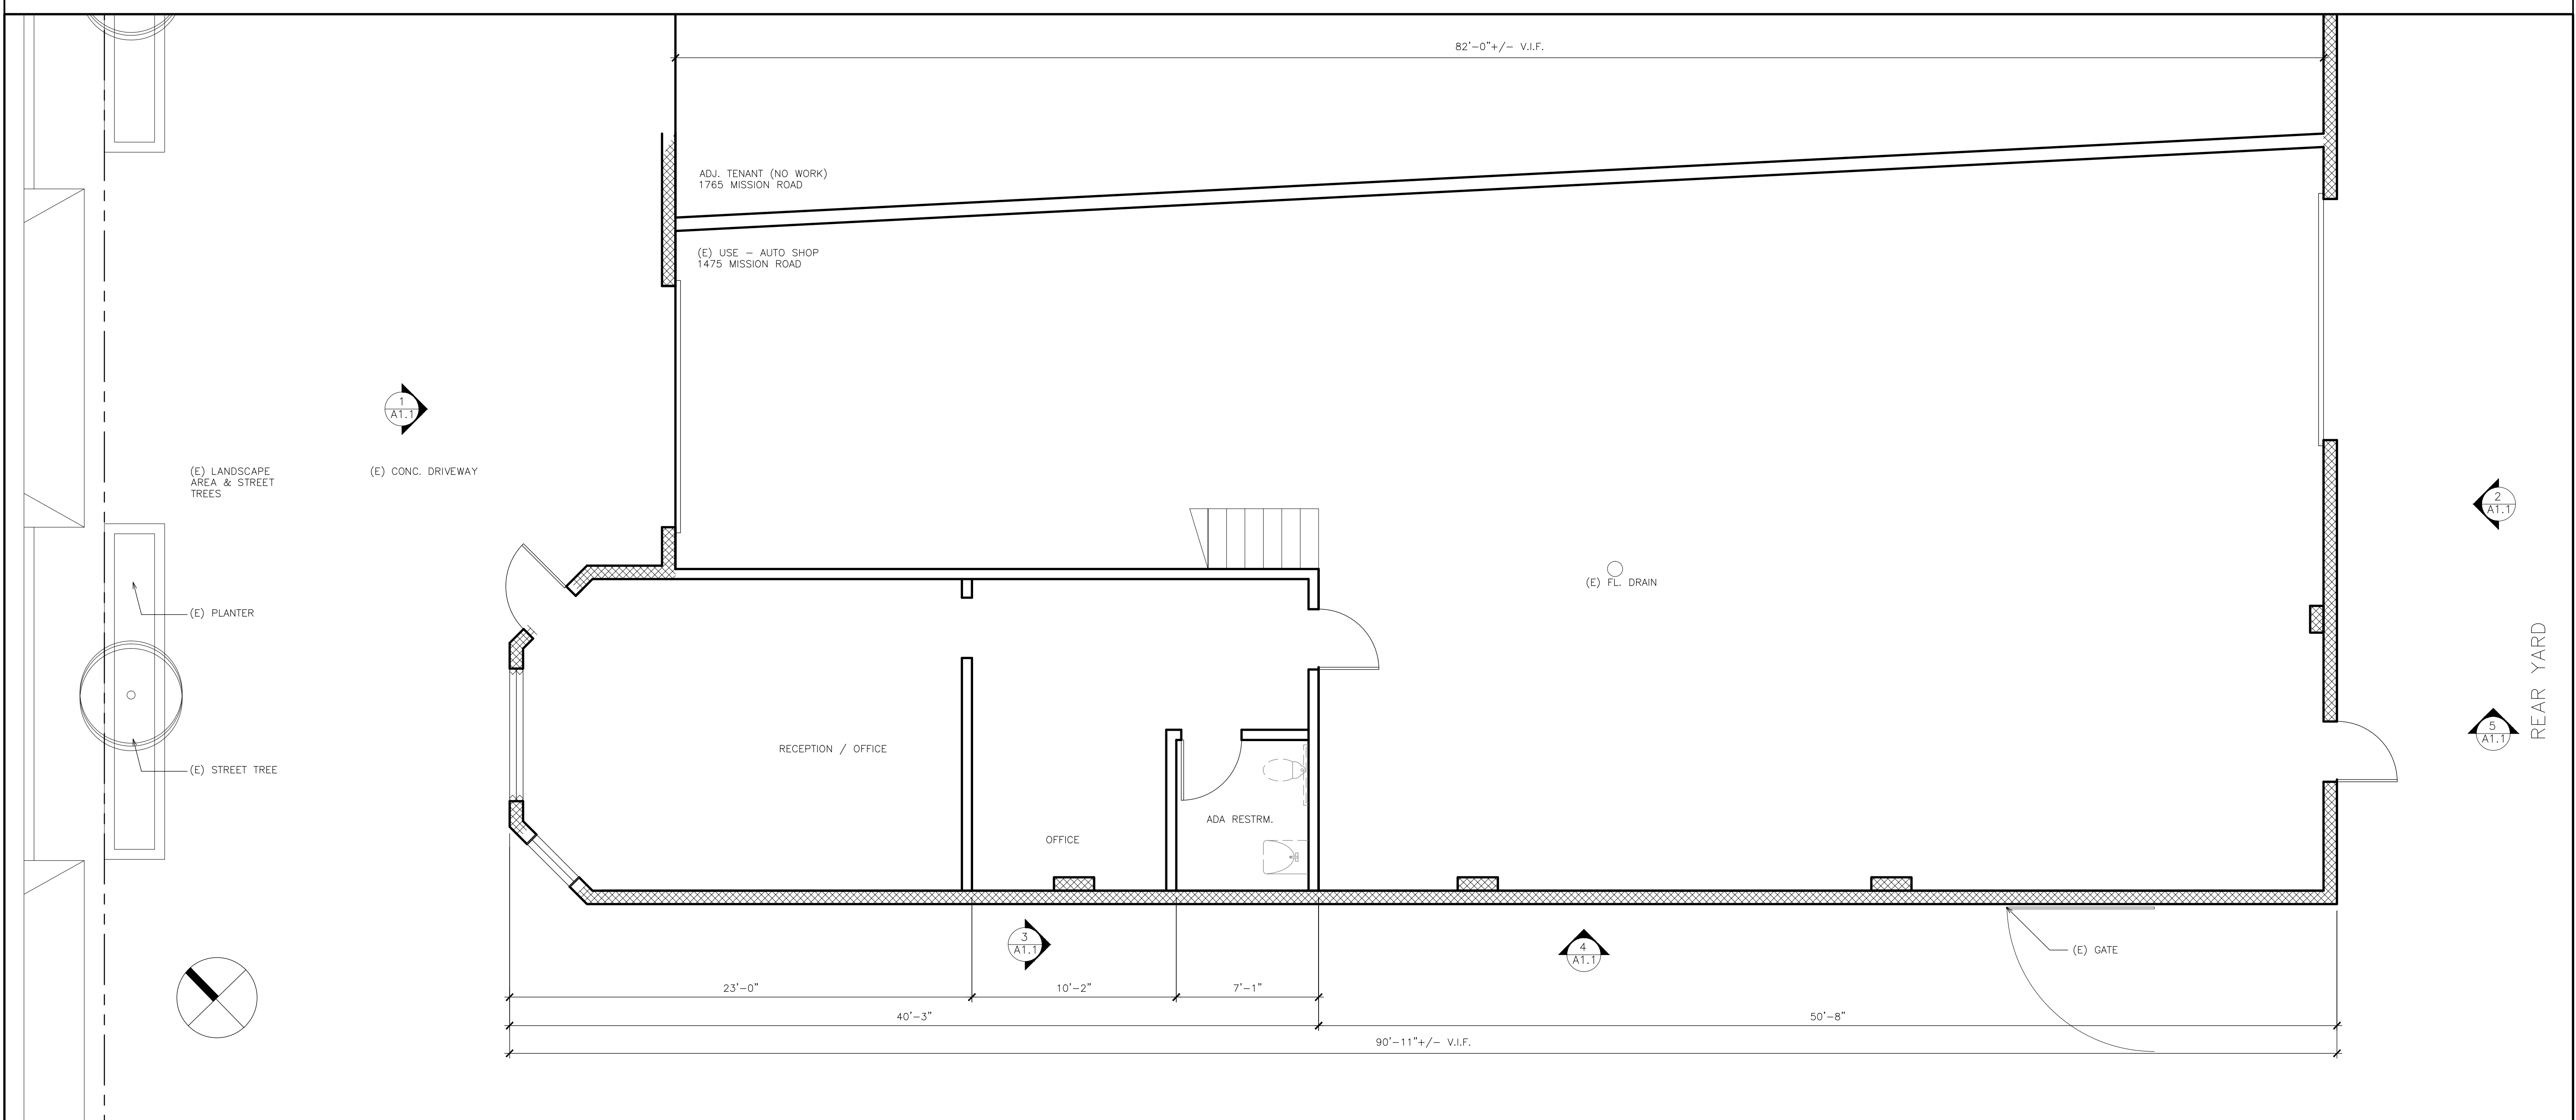 82'-0"+/- V.I.F.
ADJ. TENANT (NO WORK)
1765 MISSION ROAD
(E) USE - AUTO SHOP
1475 MISSION ROAD
1
A1.1
(E) LANDSCAPE
AREA & STREET
TREES
(E) CONC. DRIVEWAY
2
A1.1
(E) FL. DRAIN
(E) PLANTER
REAR YARD
5
A1.1
RECEPTION / OFFICE
(E) STREET TREE
ADA RESTRM.
OFFICE
3
A1.1
4
A1.1
(E) GATE
23'-0"
10'-2"
7'-1"
40'-3"
50'-8"
90'-11"+/- V.I.F.